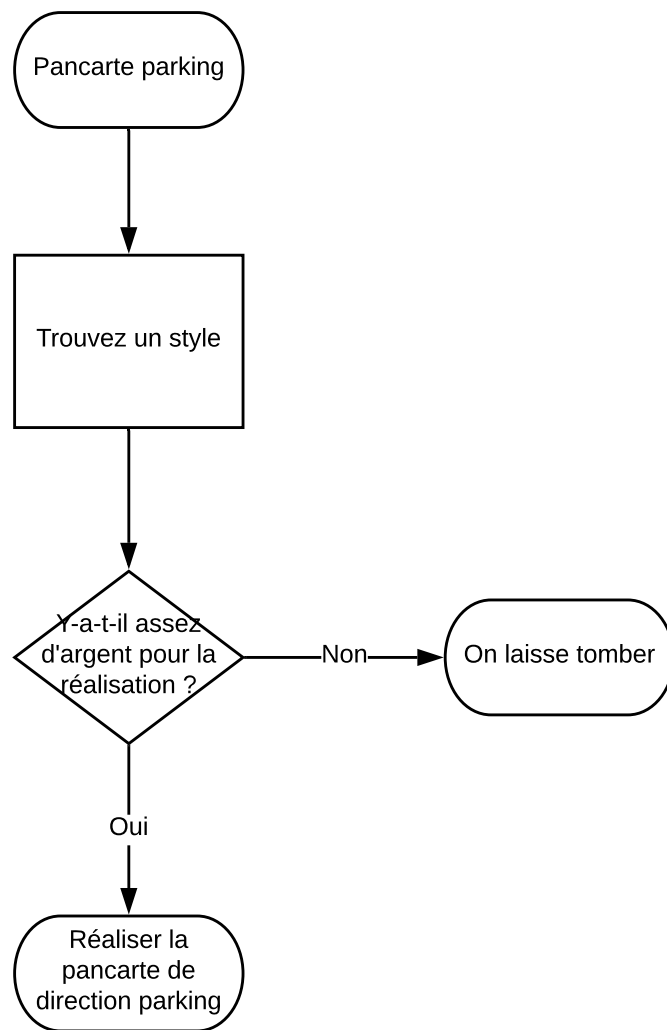 Pancarte parking
Trouvez un style
Y-a-t-il assez
d'argent pour la
réalisation ?
Non
On laisse tomber
Oui
Réaliser la
pancarte de
direction parking